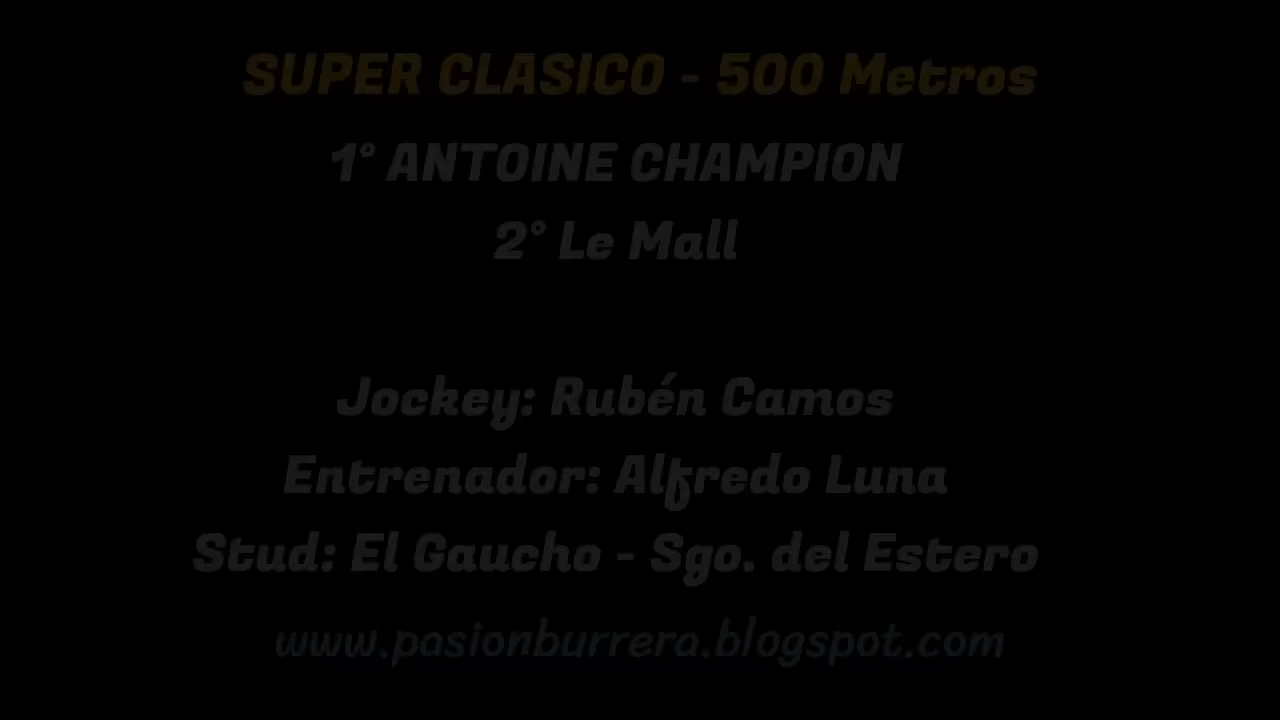 SUPER CLASICO - 500 Metros
1° ANTOINE CHAMPION
2° Le Mall
Jockey: Rubén Camos
Entrenador: Alfredo Luna
Stud: El Gaucho - Sgo. del Estero
www.pasionburrera.blogspot.com